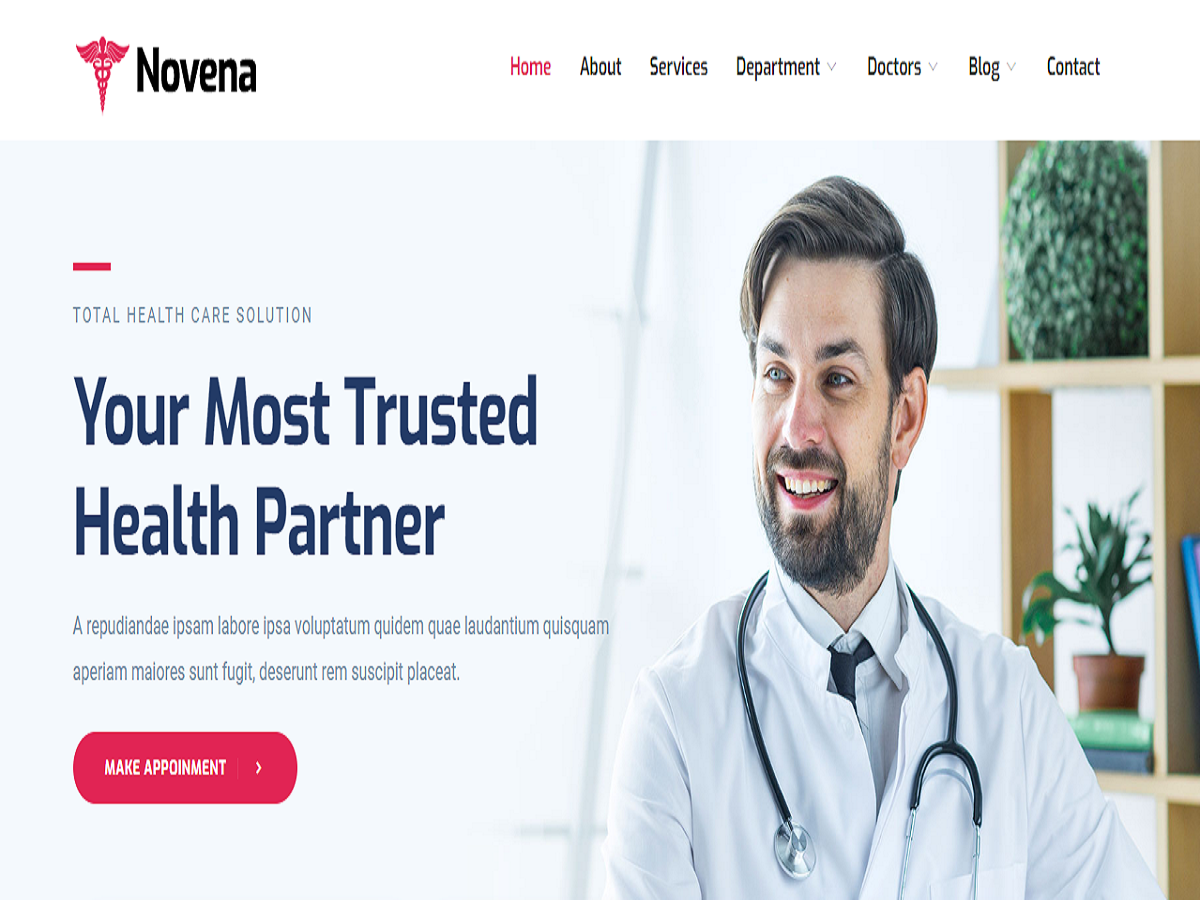 Novena
Home About Services Department Doctors Blog Contact
TOTAL HEALTH CARE SOLUTION
Your Most Trusted
Health Partner
A repudiandae ipsam labore ipsa voluptatum quidem quae laudantium quisquam
aperiam maiores sunt fugit, deserunt rem suscipit placeat.
MAKE APPOINMENT